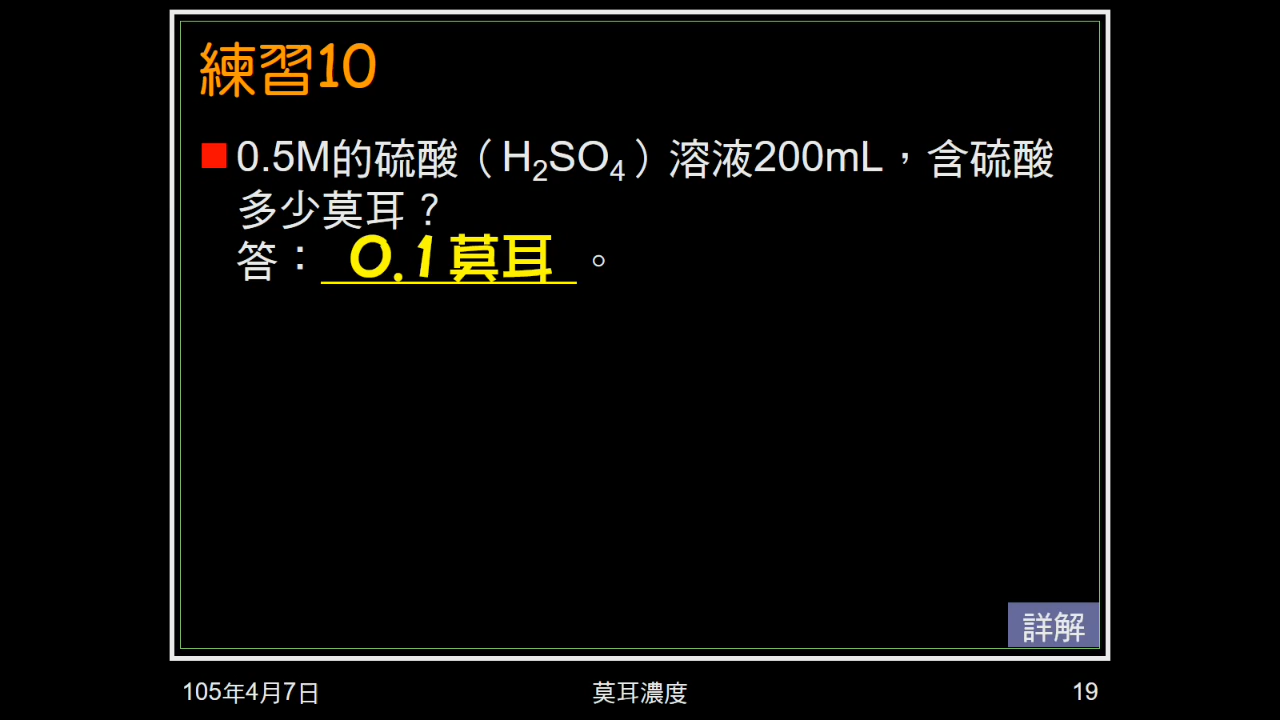 練習10
0.5M的硫酸（H₂SO₄）溶液200mL，含硫酸
多少莫耳？
答：0.1莫耳。
詳解
105年4月7日
莫耳濃度
19